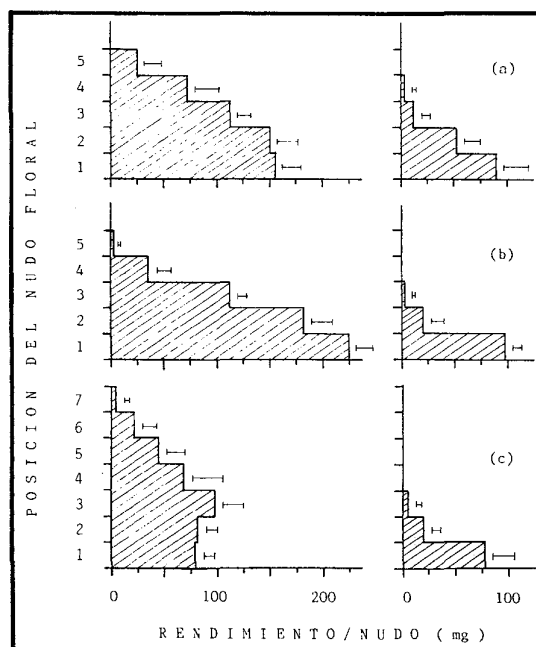 5
4
3
2
1
(a)
5
4
3
2
1
(b)
7
6
5
4
3
2
1
(c)
POSICION DEL NUDO FLORAL
0 100 200 0 100
RENDIMIENTO/NUDO (mg)